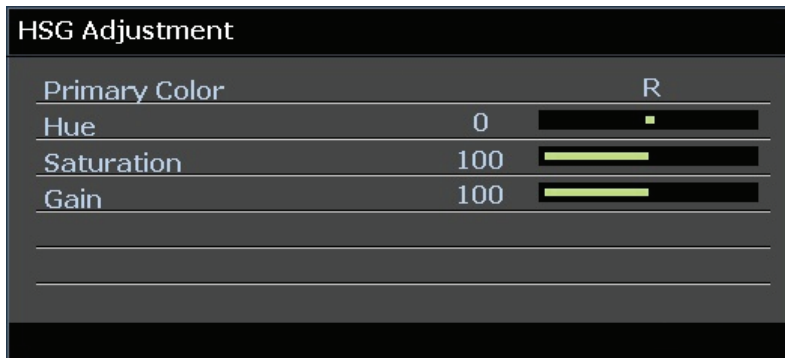 HSG Adjustment
Primary Color R
Hue 0
Saturation 100
Gain 100